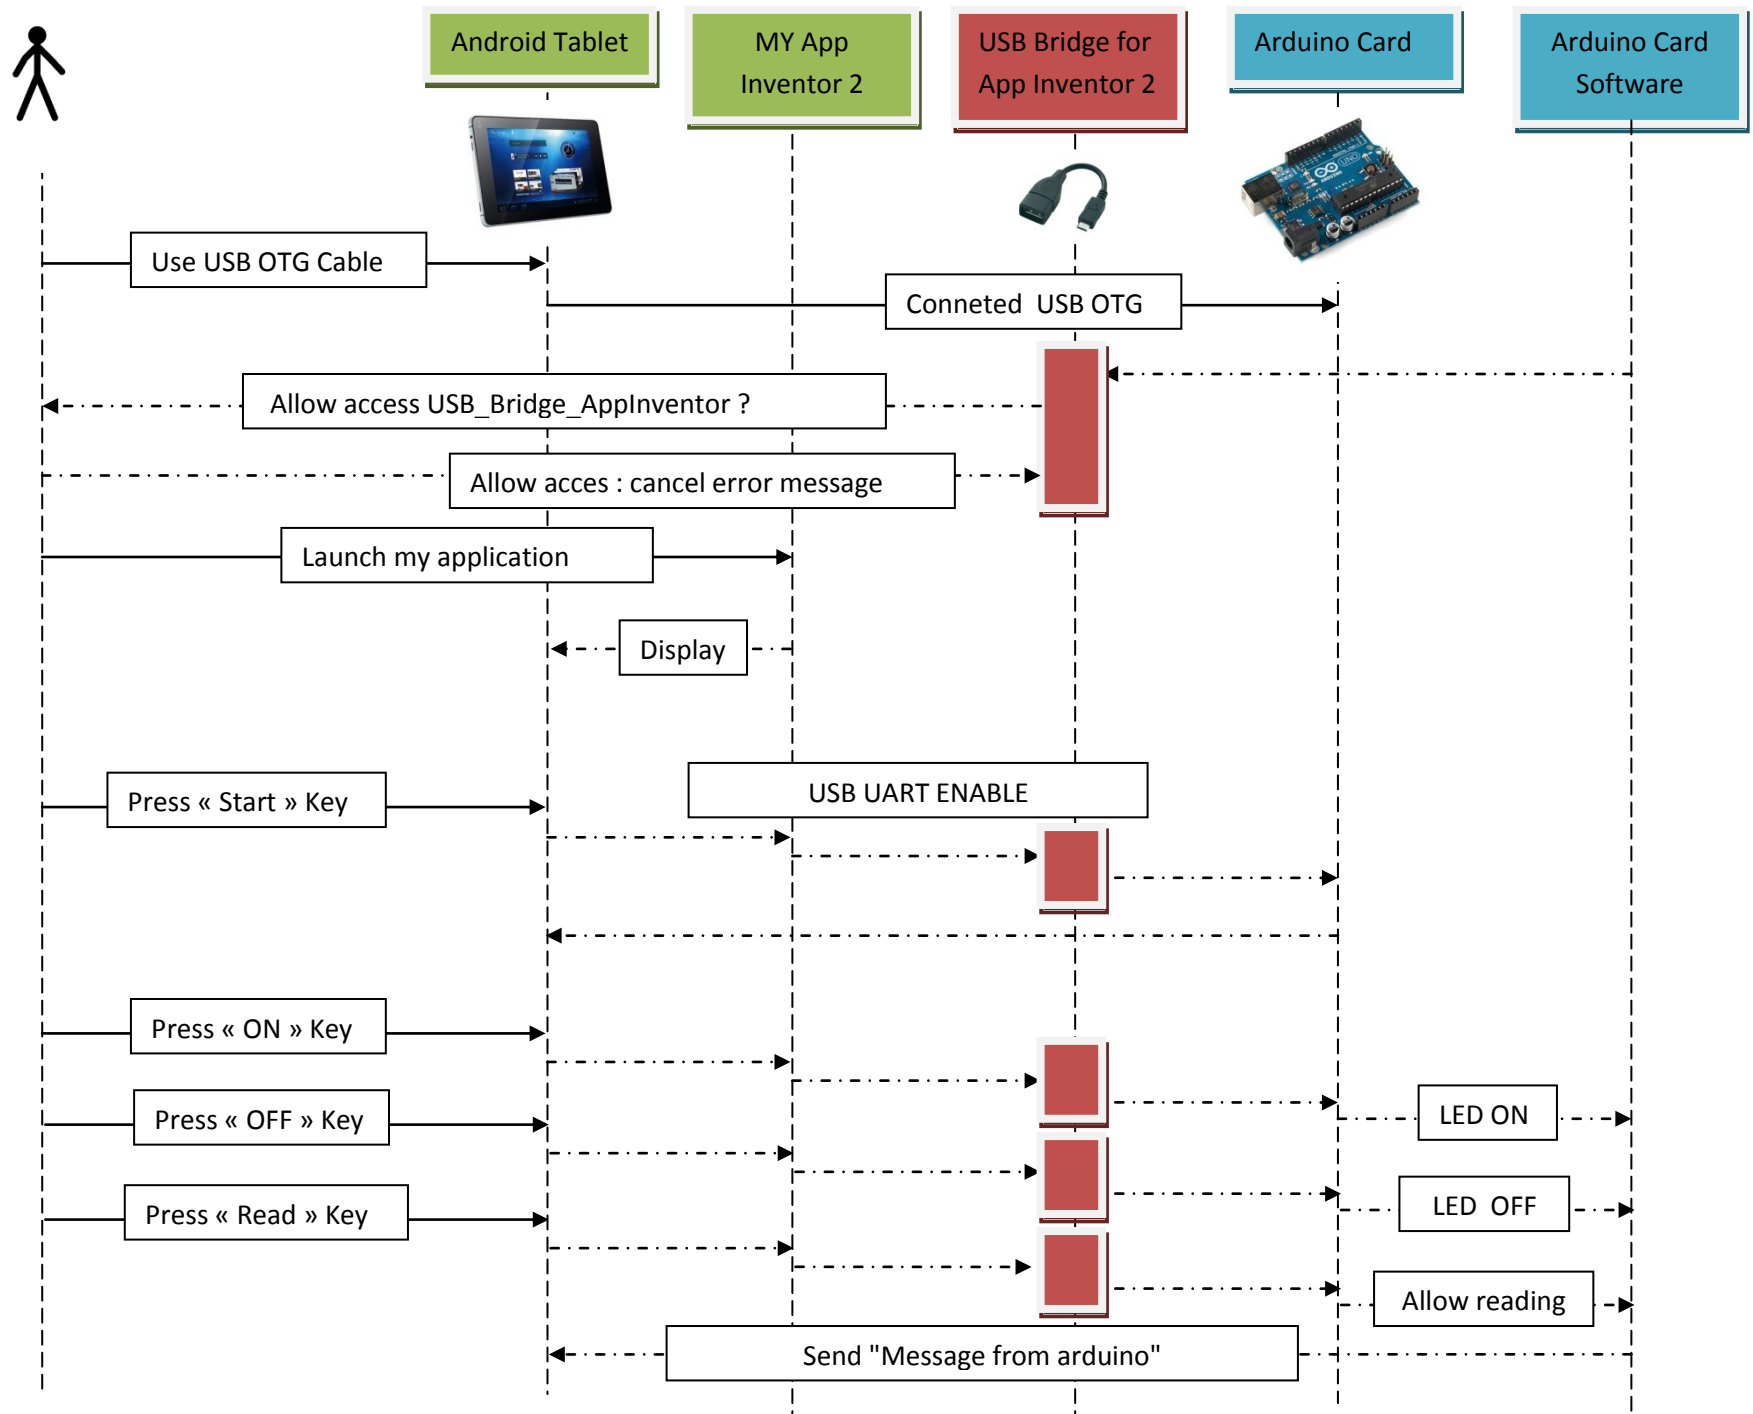 Android Tablet
MY App
Inventor 2
USB Bridge for
App Inventor 2
Arduino Card
Arduino Card
Software
UNO
ARDUINO
Use USB OTG Cable
Conneted  USB OTG
Allow access USB_Bridge_AppInventor ?
Allow acces : cancel error message
Launch my application
Display
USB UART ENABLE
Press « Start » Key
Press « ON » Key
LED ON
Press « OFF » Key
LED  OFF
Press « Read » Key
Allow reading
Send "Message from arduino"